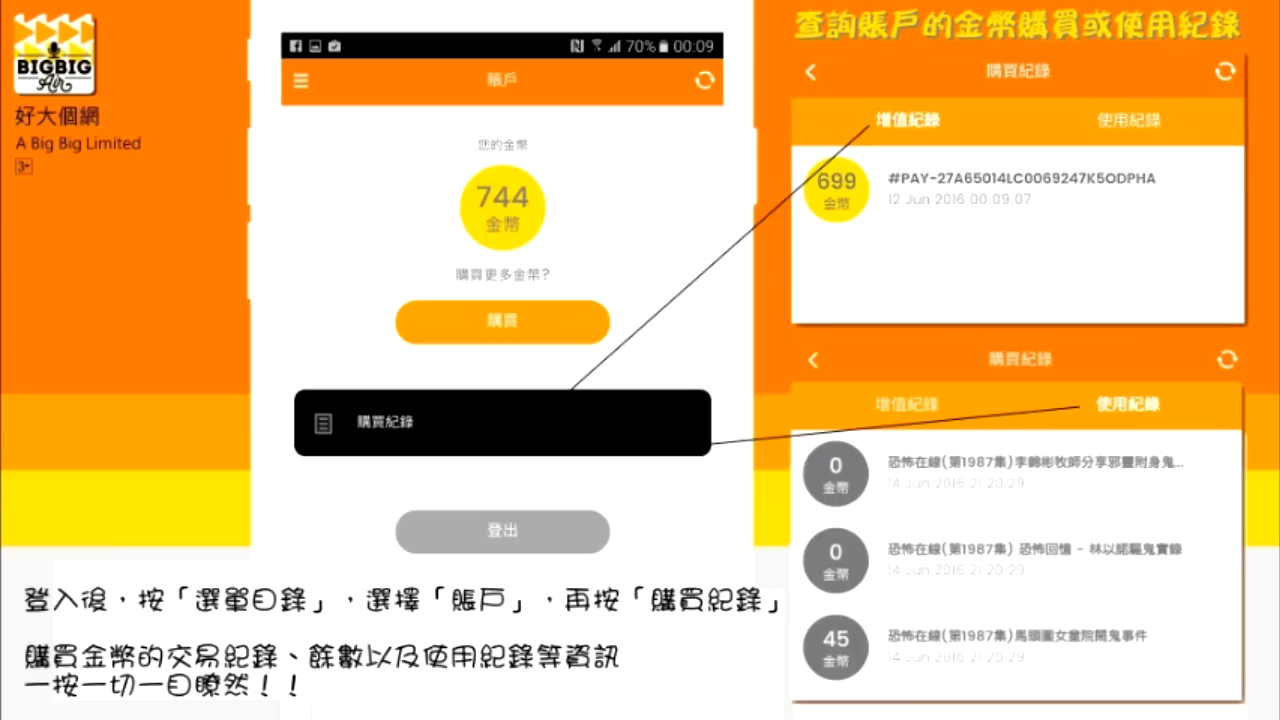 BIGBIG
Air
好大個網
A Big Big Limited
3+
70% 00:09
賬戶
您的金幣
744
金幣
購買更多金幣?
購買
購買紀錄
登出
查詢賬戶的金幣購買或使用紀錄
購買紀錄
增值紀錄 使用紀錄
699
金幣
#PAY-27A65014LC0069247K5ODPHA
12 Jun 2016 00:09:07
購買紀錄
增值紀錄 使用紀錄
0
金幣
恐怖在線(第1987集)李錦彬牧師分享邪靈附身鬼...
14 Jun 2016 21:20:29
0
金幣
恐怖在線(第1987集) 恐怖回憶 - 林以諾驅鬼實錄
14 Jun 2016 21:20:29
45
金幣
恐怖在線(第1987集)馬頭圍女童院鬧鬼事件
14 Jun 2016 21:20:29
登入後，按「選單目錄」，選擇「賬戶」，再按「購買紀錄」
購買金幣的交易紀錄、餘數以及使用紀錄等資訊
一按一切一目瞭然！！